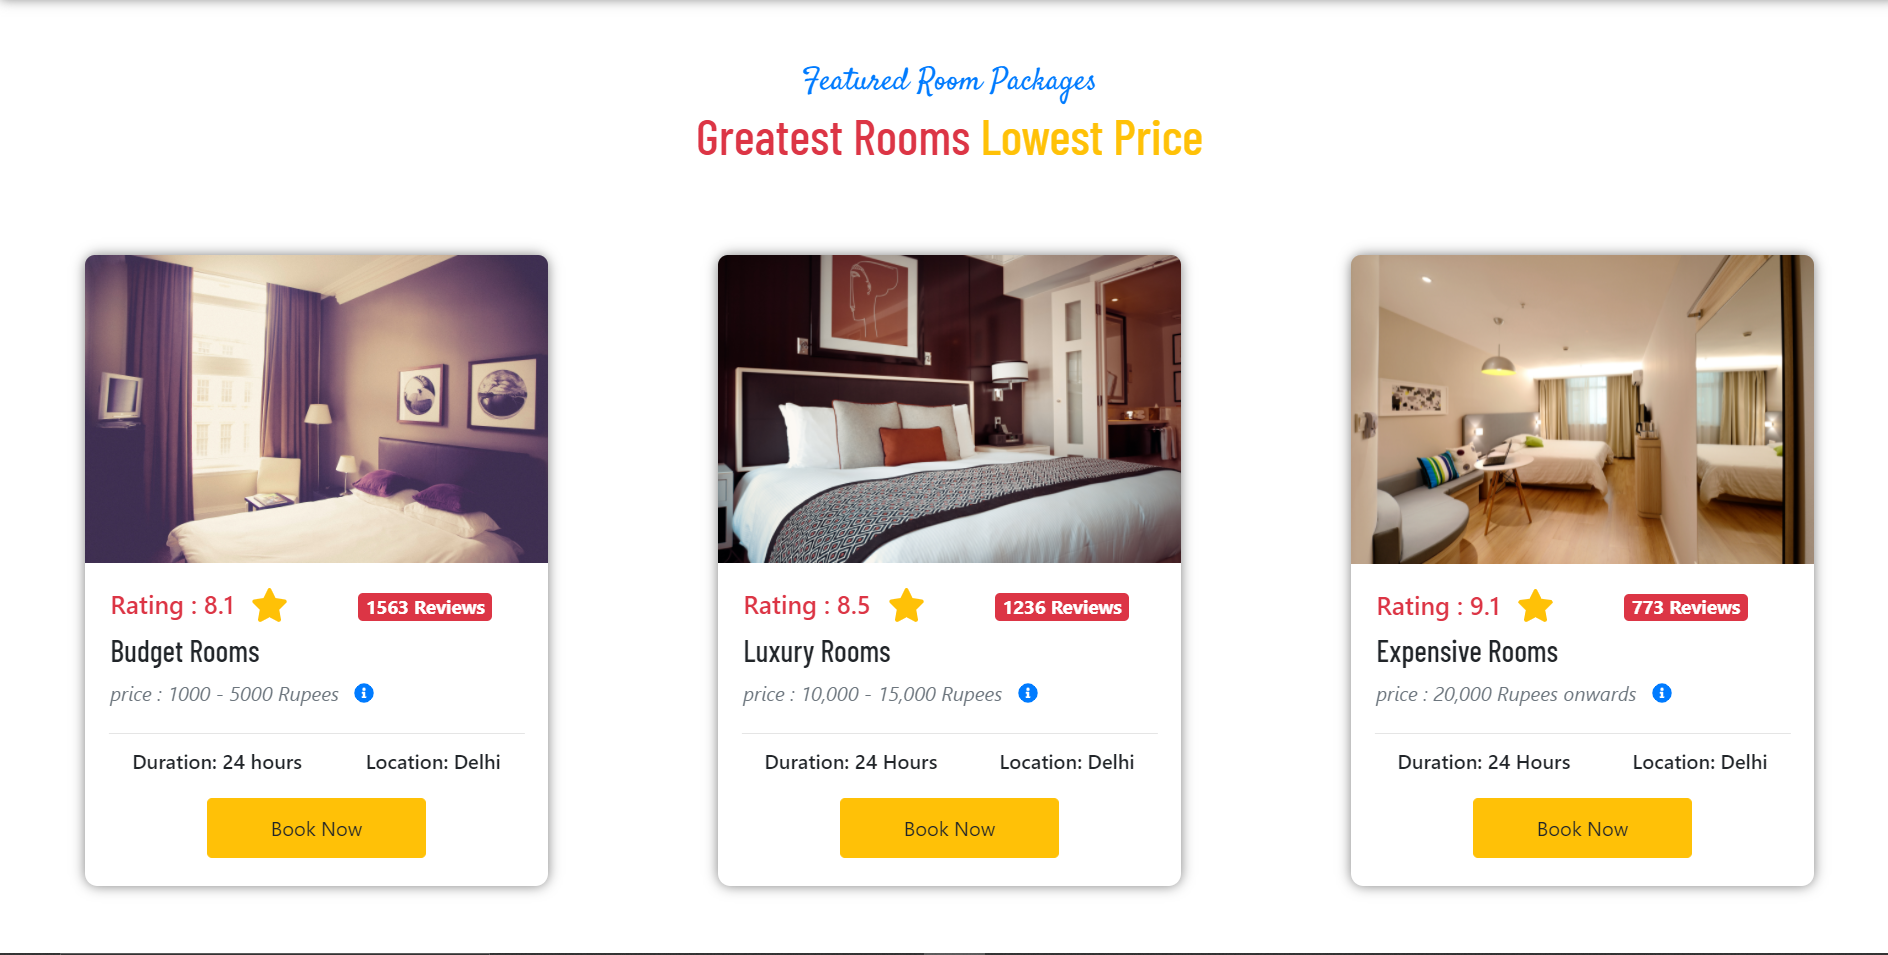 Featured Room Packages
Greatest Rooms Lowest Price
Rating : 8.1
1563 Reviews
Budget Rooms
price : 1000 - 5000 Rupees
Duration: 24 hours
Location: Delhi
Book Now
Rating : 8.5
1236 Reviews
Luxury Rooms
price : 10,000 - 15,000 Rupees
Duration: 24 Hours
Location: Delhi
Book Now
Rating : 9.1
773 Reviews
Expensive Rooms
price : 20,000 Rupees onwards
Duration: 24 Hours
Location: Delhi
Book Now